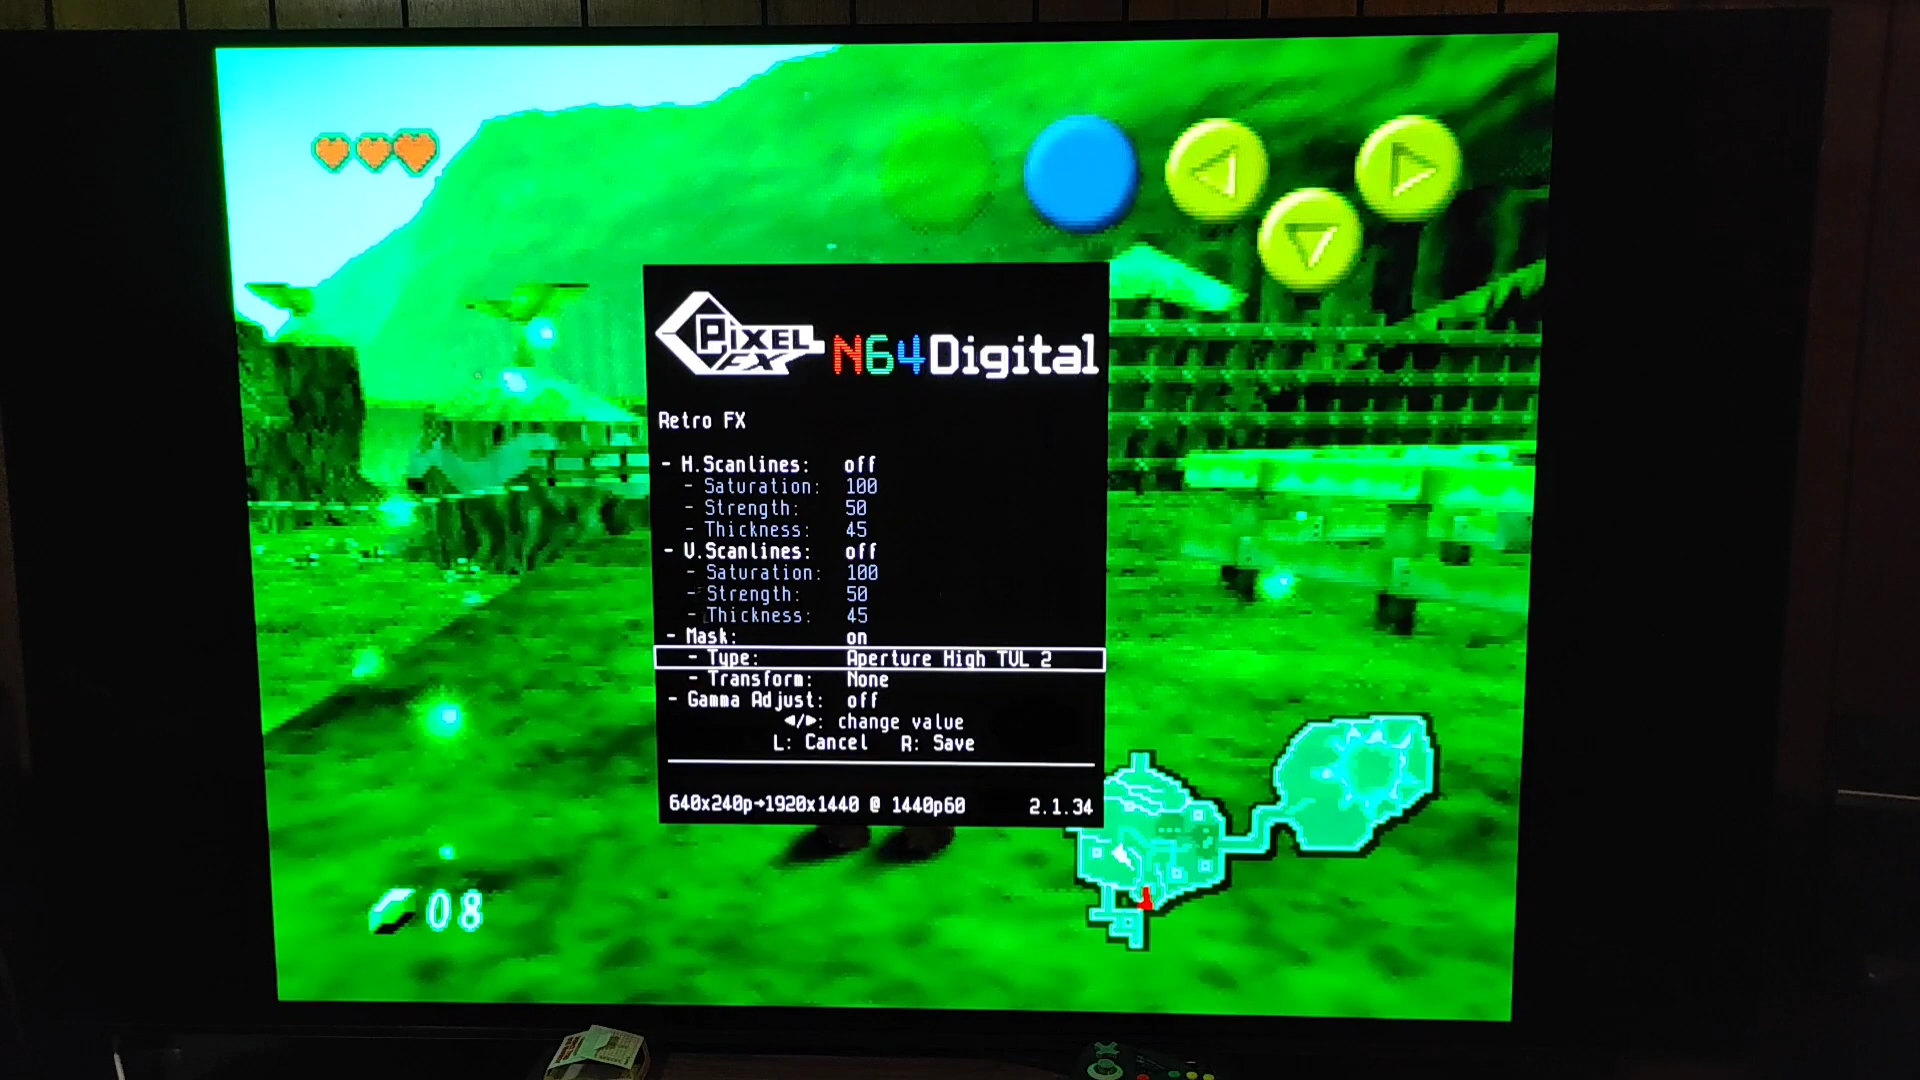 PIXEL
FX
N64Digital
Retro FX
- H.Scanlines: off
- Saturation: 100
- Strength: 50
- Thickness: 45
- V.Scanlines: off
- Saturation: 100
- Strength: 50
- Thickness: 45
- Mask: on
- Type: Aperture High TVL 2
- Transform: None
- Gamma Adjust: off
◄/►: change value
L: Cancel R: Save
640x240p→1920x1440 @ 1440p60 2.1.34
08